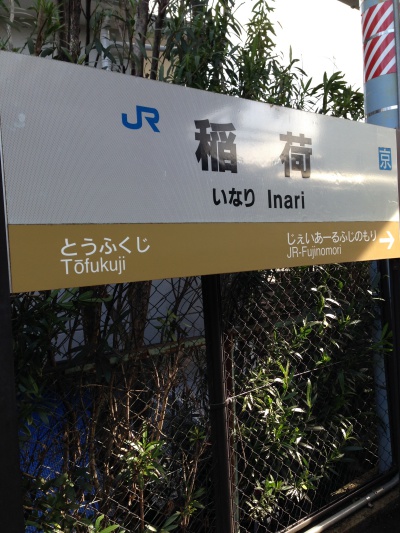 JR 稲荷 京
いなり Inari
とうふくじ
Tōfukuji
じぇいあーるふじのもり
JR-Fujinomori